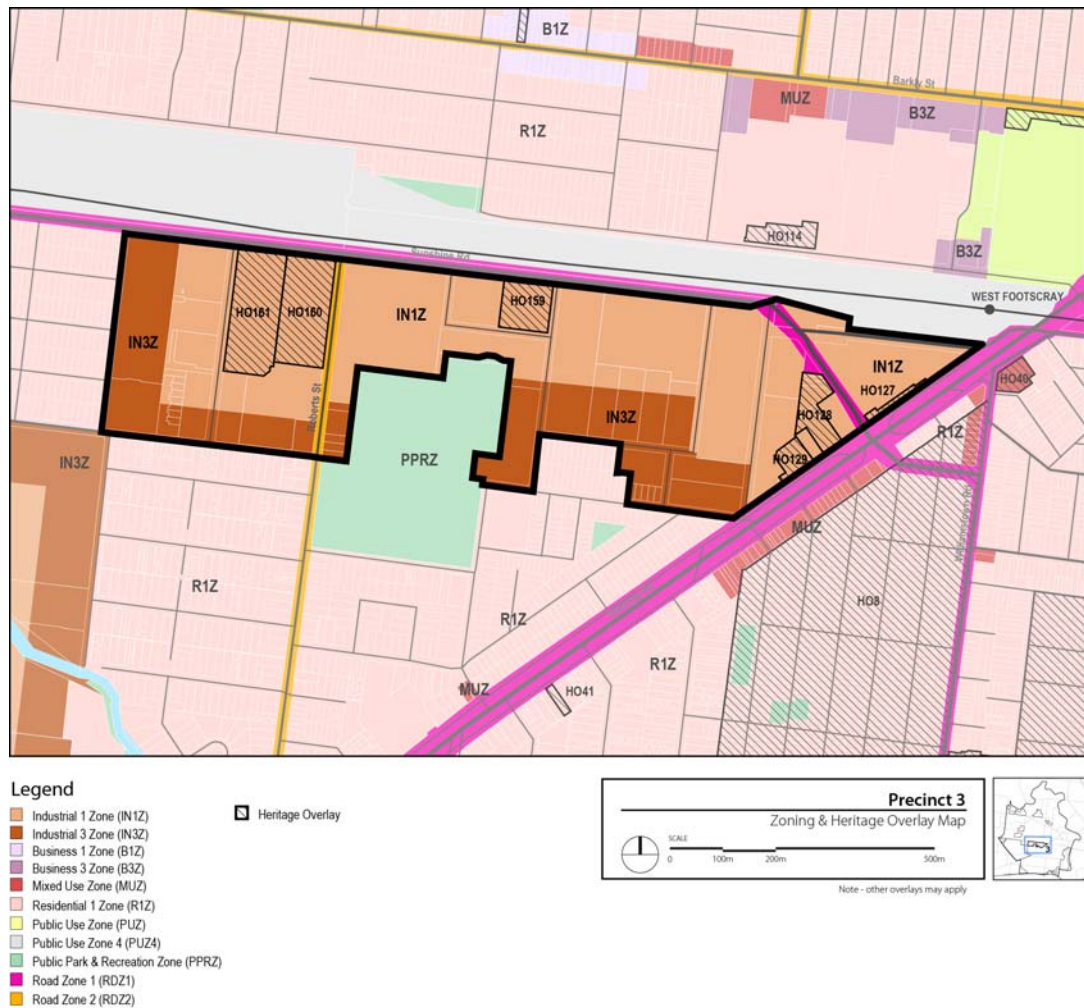 B1Z
Barkly St
MUZ
B3Z
R1Z
HO114
B3Z
Sunshine Rd
WEST FOOTSCRAY
HO159
HO161
HO160
IN1Z
IN1Z
HO40
IN3Z
HO127
HO128
IN3Z
R1Z
Roberts St
HO129
PPRZ
IN3Z
MUZ
R1Z
HO8
R1Z
R1Z
MUZ
HO41
Legend
Industrial 1 Zone (IN1Z)
Industrial 3 Zone (IN3Z)
Business 1 Zone (B1Z)
Business 3 Zone (B3Z)
Mixed Use Zone (MUZ)
Residential 1 Zone (R1Z)
Public Use Zone (PUZ)
Public Use Zone 4 (PUZ4)
Public Park & Recreation Zone (PPRZ)
Road Zone 1 (RDZ1)
Road Zone 2 (RDZ2)
Heritage Overlay
Precinct 3
Zoning & Heritage Overlay Map
SCALE
0 100m 200m 500m
Note - other overlays may apply
3